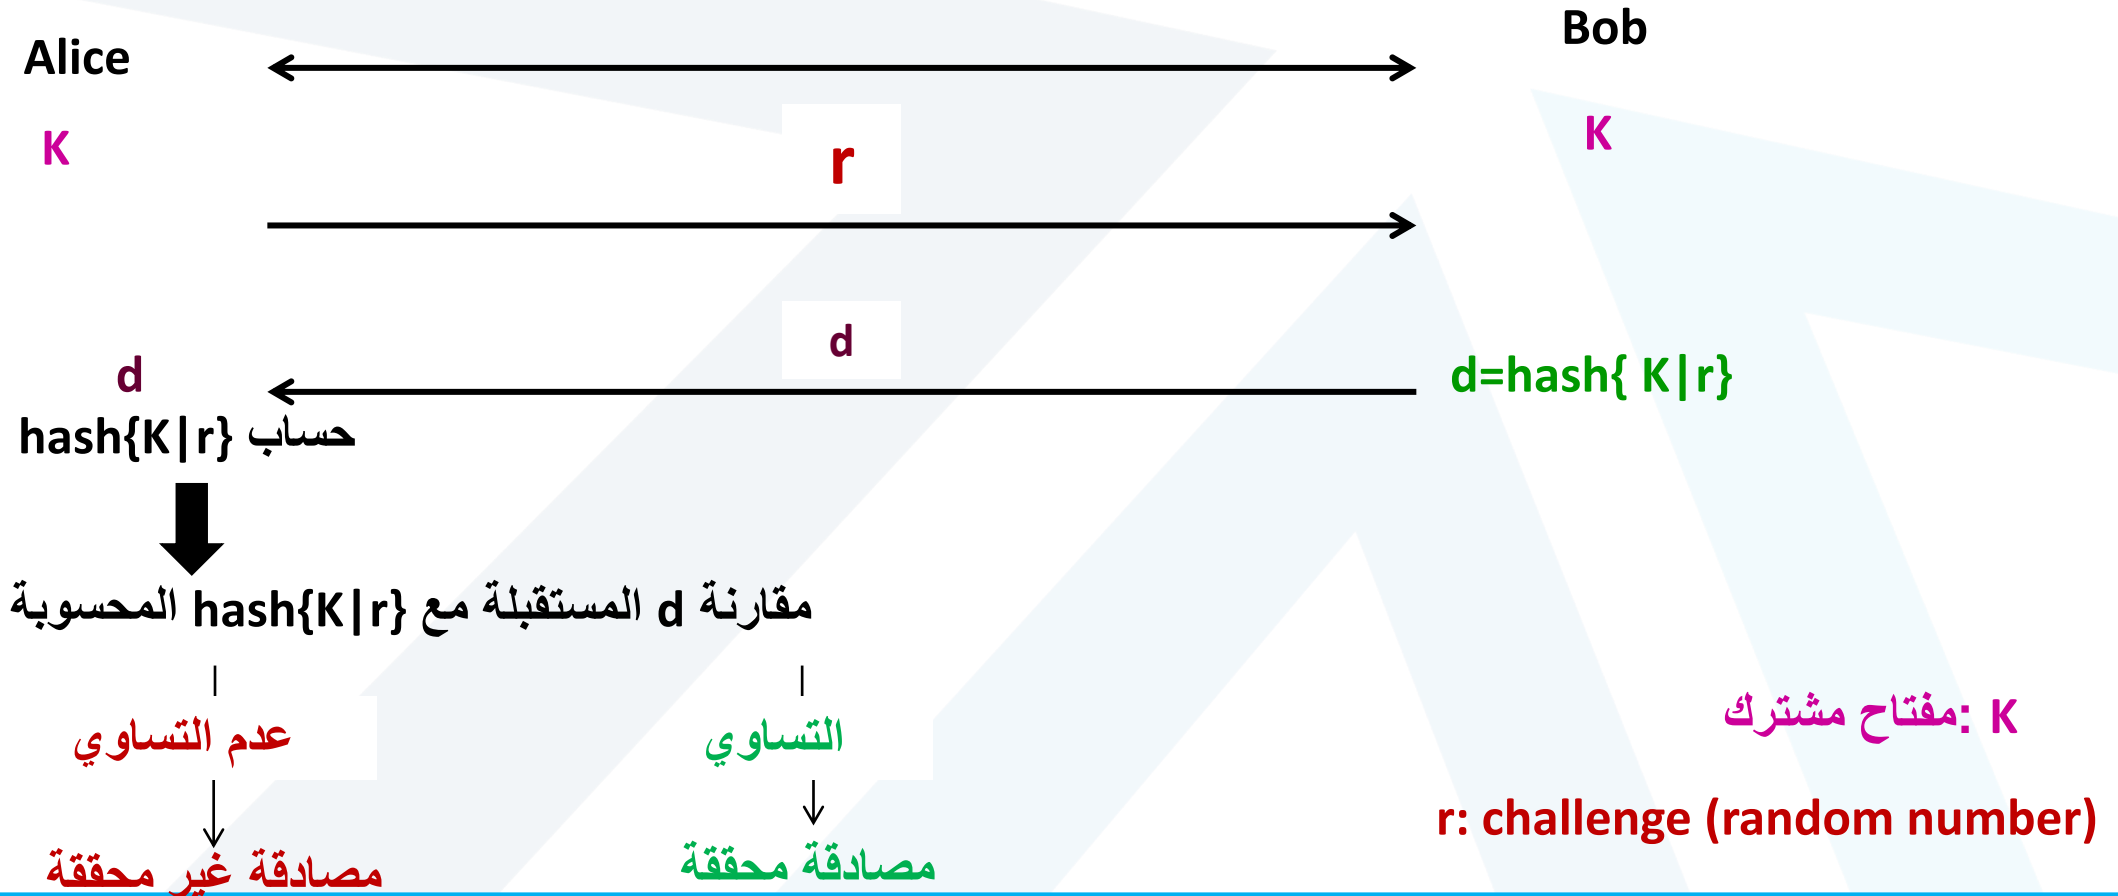 Alice
Bob
K
r
K
d
d
d=hash{ K|r}
حساب hash{K|r}
مقارنة d المستقبلة مع hash{K|r} المحسوبة
عدم التساوي
التساوي
K :مفتاح مشترك
r: challenge (random number)
مصادقة غير محققة
مصادقة محققة